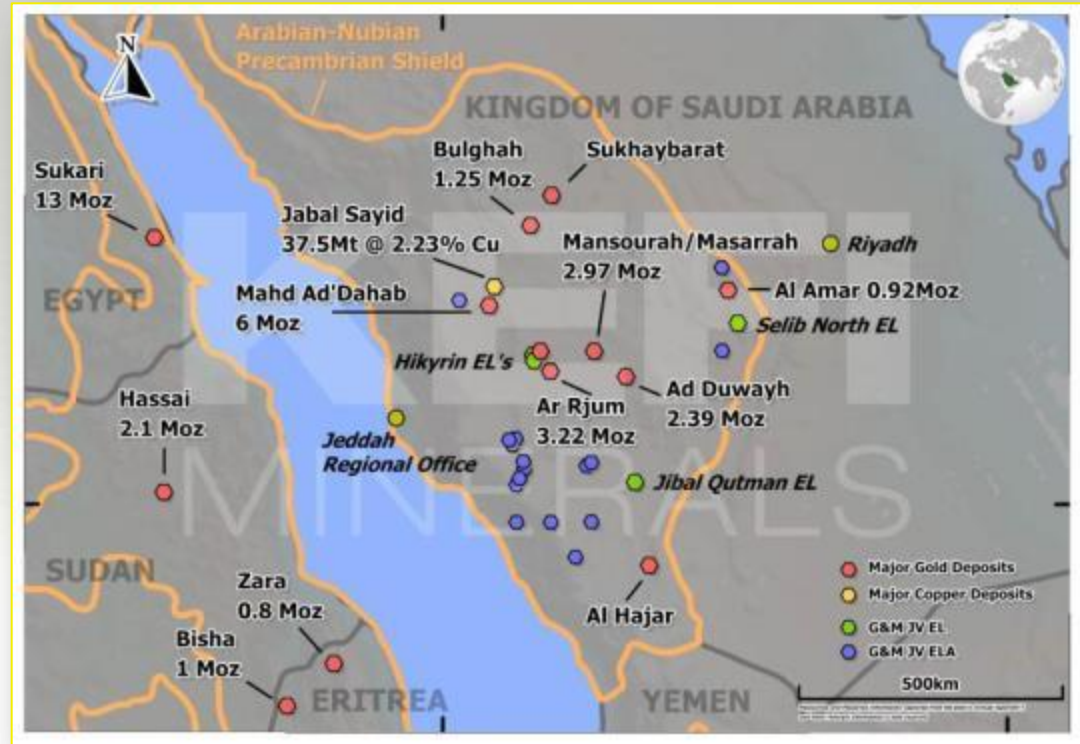 Arabian-Nubian
Precambrian Shield
N
KINGDOM OF SAUDI ARABIA
Bulghah
1.25 Moz
Sukhaybarat
Sukari
13 Moz
Jabal Sayid
37.5Mt @ 2.23% Cu
Mansourah/Masarrah
2.97 Moz
Riyadh
EGYPT
Mahd Ad'Dahab
6 Moz
Al Amar 0.92Moz
Selib North EL
KEFI
MINERALS
Hikyrin EL's
Ad Duwayh
2.39 Moz
Ar Rjum
3.22 Moz
Hassai
2.1 Moz
Jeddah
Regional Office
Jibal Qutman EL
SUDAN
Zara
0.8 Moz
Al Hajar
Bisha
1 Moz
ERITREA
YEMEN
Major Gold Deposits
Major Copper Deposits
G&M JV EL
G&M JV ELA
500km